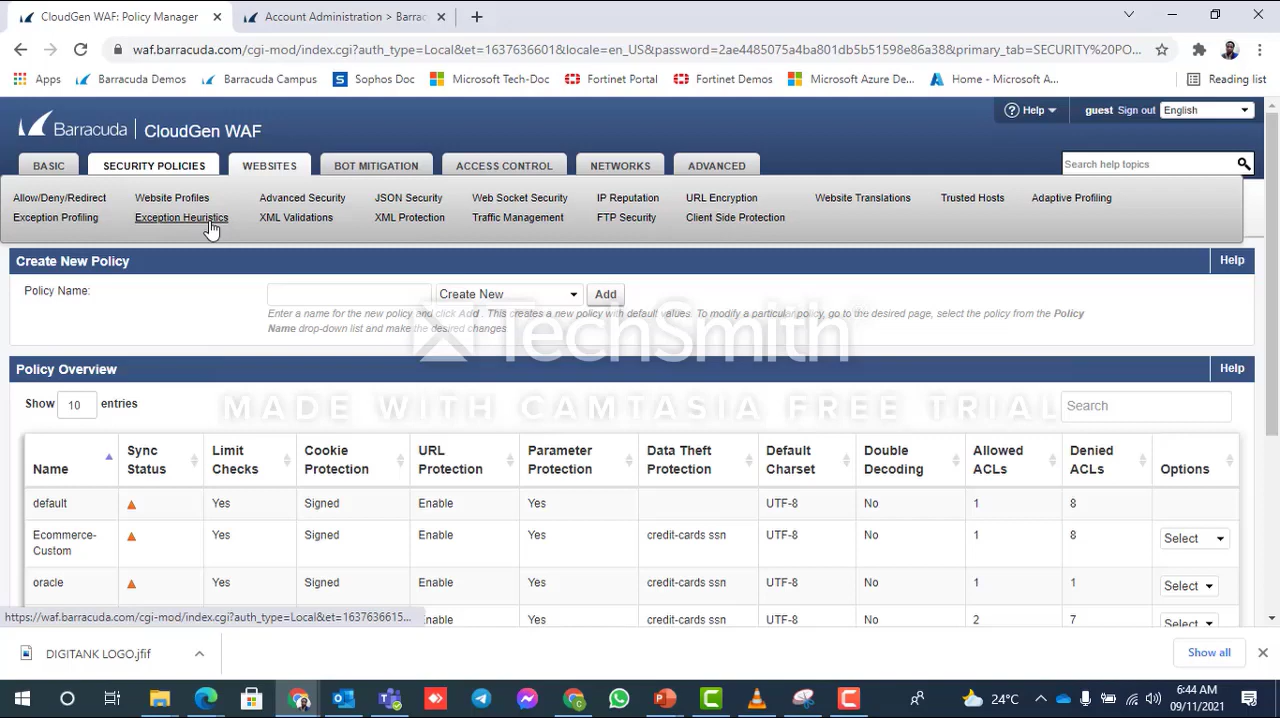 CloudGen WAF: Policy Manager
Account Administration > Barrac
waf.barracuda.com/cgi-mod/index.cgi?auth_type=Local&et=1637636601&locale=en_US&password=2ae4485075a4ba801db5b51598e86a38&primary_tab=SECURITY%20PO...
Apps Barracuda Demos Barracuda Campus Sophos Doc Microsoft Tech-Doc Fortinet Portal Fortinet Demos Microsoft Azure De... Home - Microsoft A... Reading list
Barracuda CloudGen WAF
Help guest Sign out English
BASIC SECURITY POLICIES WEBSITES BOT MITIGATION ACCESS CONTROL NETWORKS ADVANCED Search help topics
Allow/Deny/Redirect Website Profiles Advanced Security JSON Security Web Socket Security IP Reputation URL Encryption Website Translations Trusted Hosts Adaptive Profiling
Exception Profiling Exception Heuristics XML Validations XML Protection Traffic Management FTP Security Client Side Protection
Create New Policy Help
Policy Name: Create New Add
Enter a name for the new policy and click Add . This creates a new policy with default values. To modify a particular policy, go to the desired page, select the policy from the Policy
Name drop-down list and make the desired changes
TechSmith
MADE WITH CAMTASIA FREE TRIAL
Policy Overview Help
Show 10 entries Search
Name Sync Status Limit Checks Cookie Protection URL Protection Parameter Protection Data Theft Protection Default Charset Double Decoding Allowed ACLs Denied ACLs Options
default Yes Signed Enable Yes UTF-8 No 1 8
Ecommerce-Custom Yes Signed Enable Yes credit-cards ssn UTF-8 No 1 8 Select
oracle Yes Signed Enable Yes credit-cards ssn UTF-8 No 1 1 Select
nable Yes credit-cards ssn UTF-8 No 2 7 Select
https://waf.barracuda.com/cgi-mod/index.cgi?auth_type=Local&et=1637636615...
DIGITANK LOGO.jfif Show all
24°C
6:44 AM
09/11/2021